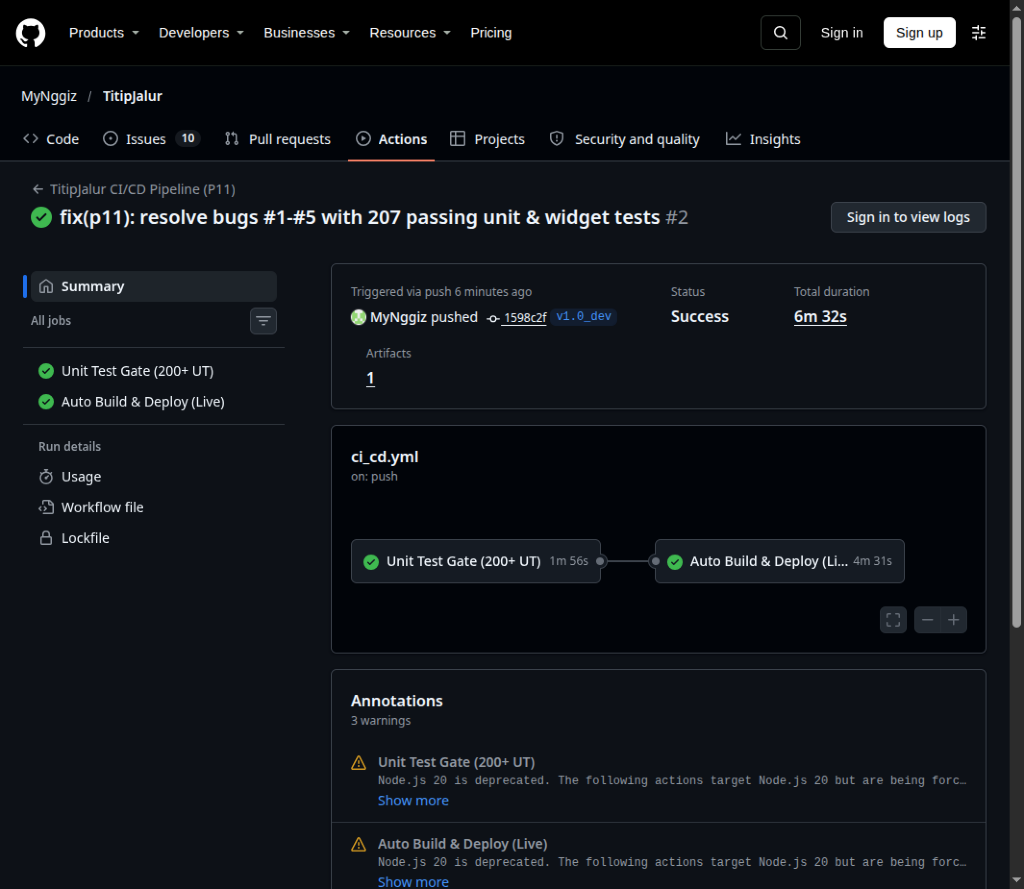 Products
Developers
Businesses
Resources
Pricing
Sign in
Sign up
MyNggiz / TitipJalur
Code
Issues 10
Pull requests
Actions
Projects
Security and quality
Insights
← TitipJalur CI/CD Pipeline (P11)
fix(p11): resolve bugs #1-#5 with 207 passing unit & widget tests #2
Sign in to view logs
Summary
All jobs
Unit Test Gate (200+ UT)
Auto Build & Deploy (Live)
Run details
Usage
Workflow file
Lockfile
Triggered via push 6 minutes ago
MyNggiz pushed 1598c2f v1.0_dev
Status
Success
Total duration
6m 32s
Artifacts
1
ci_cd.yml
on: push
Unit Test Gate (200+ UT) 1m 56s
Auto Build & Deploy (Li... 4m 31s
Annotations
3 warnings
Unit Test Gate (200+ UT)
Node.js 20 is deprecated. The following actions target Node.js 20 but are being forc…
Show more
Auto Build & Deploy (Live)
Node.js 20 is deprecated. The following actions target Node.js 20 but are being forc…
Show more